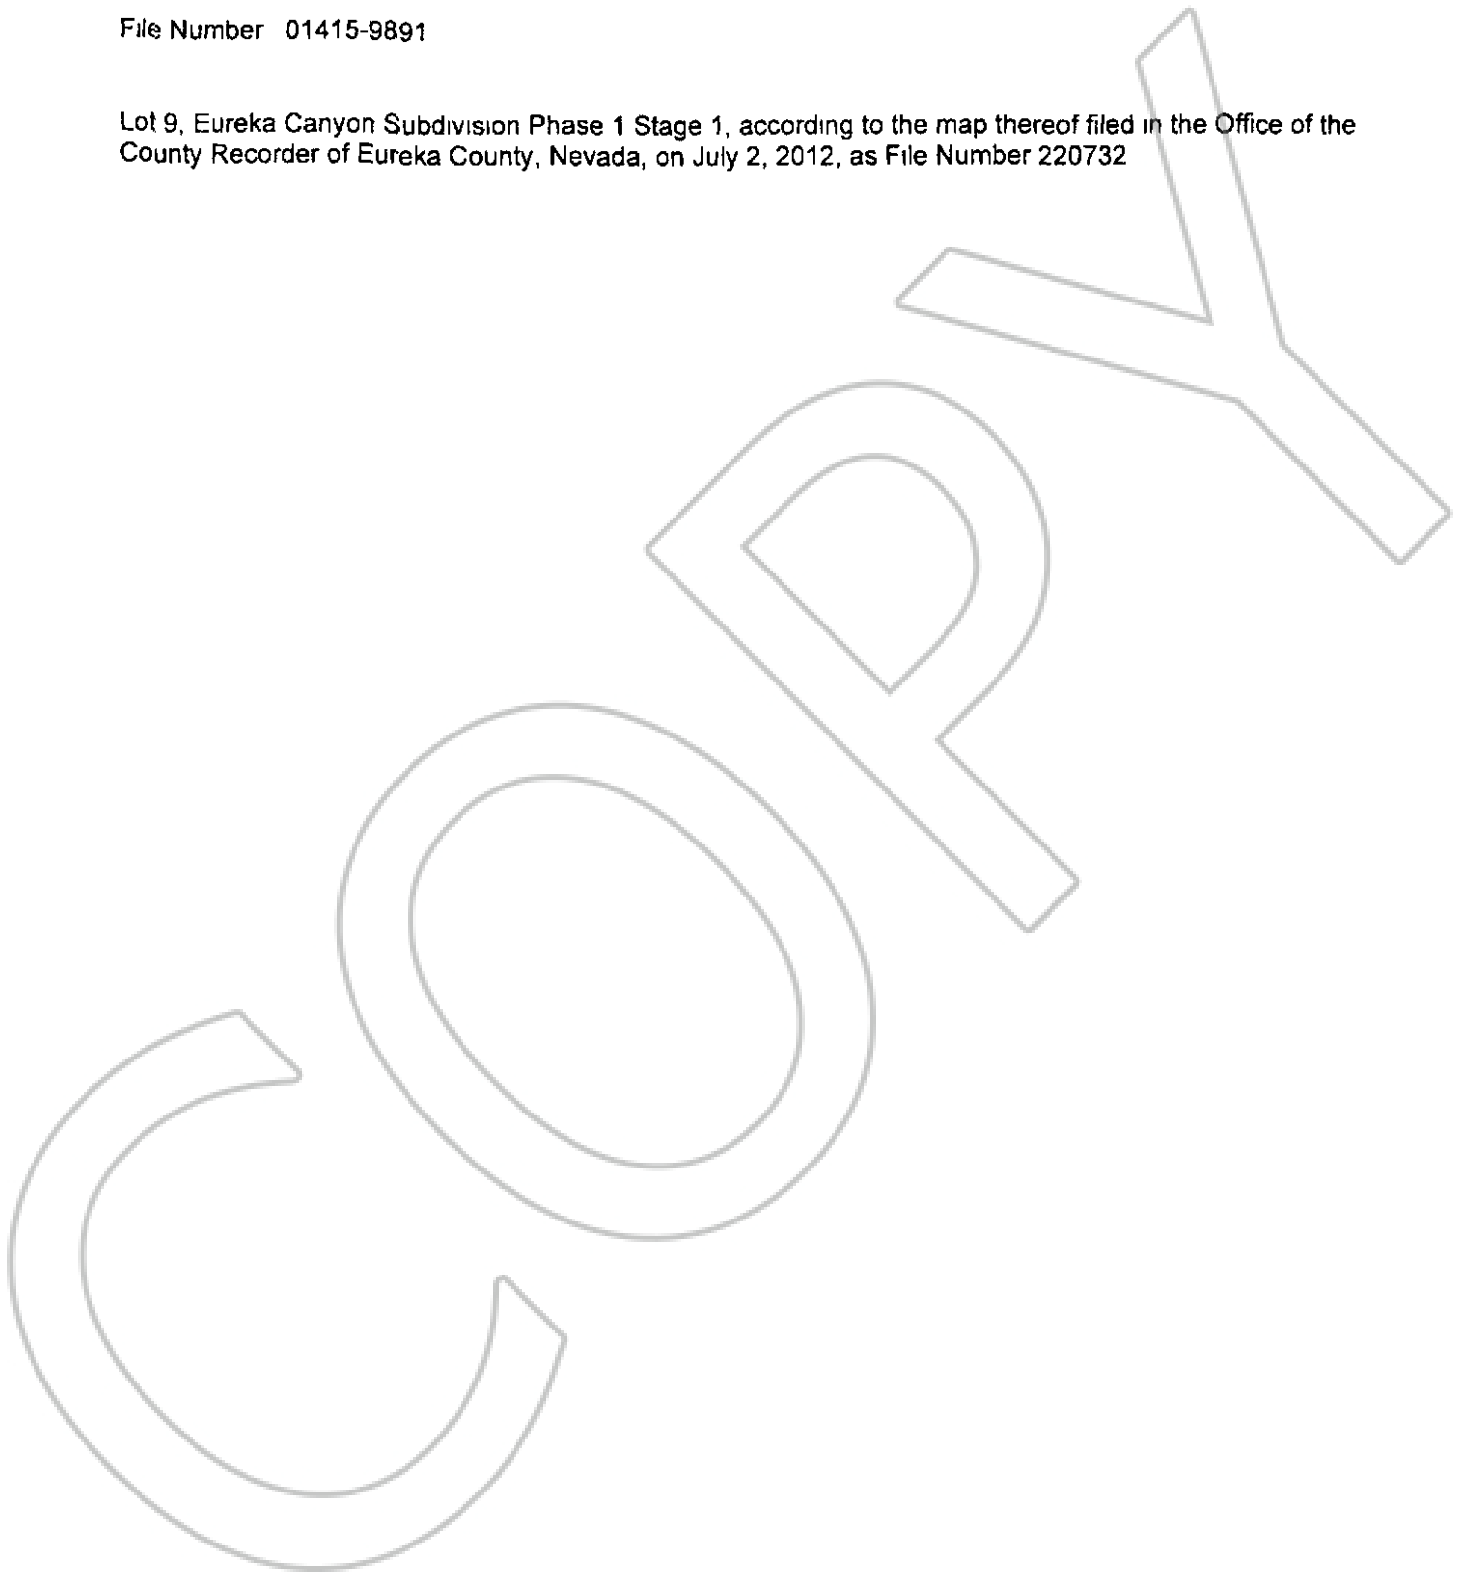 File Number 01415-9891
Lot 9, Eureka Canyon Subdivision Phase 1 Stage 1, according to the map thereof filed in the Office of the
County Recorder of Eureka County, Nevada, on July 2, 2012, as File Number 220732
COPY